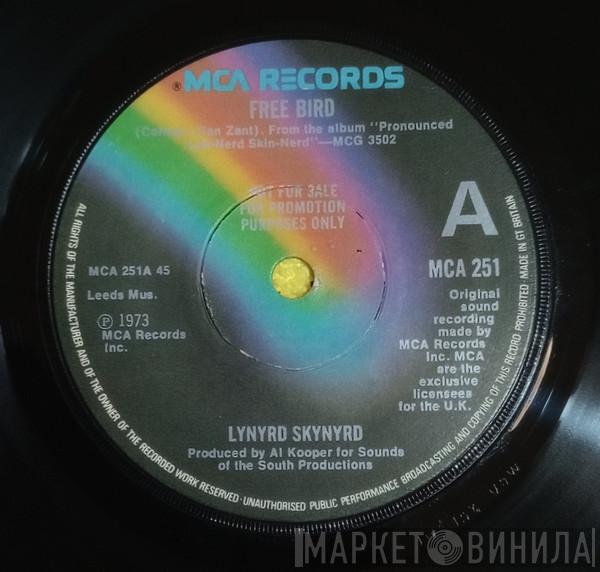 ® MCA RECORDS
FREE BIRD
Zant). From the album "Pronounced
Skin-Nerd"—MCG 3502
NOT FOR SALE
FOR PROMOTION
PURPOSES ONLY
A
MCA 251A 45
MCA 251
Leeds Mus.
℗ 1973
MCA Records
Inc.
Original
sound
recording
made by
MCA Records
Inc. MCA
are the
exclusive
licensees
for the U.K.
LYNYRD SKYNYRD
Produced by Al Kooper for Sounds
of the South Productions
ALL RIGHTS OF THE MANUFACTURER AND OF THE OWNER OF THE RECORDED WORK RESERVED · UNAUTHORISED PUBLIC PERFORMANCE BROADCASTING AND COPYING OF THIS RECORD PROHIBITED · MADE IN GT BRITAIN
МАРКЕТ ВИНИЛА